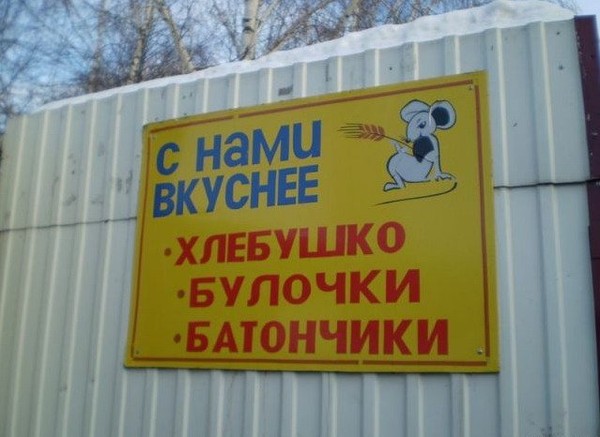 С НАМИ
ВКУСНЕЕ
• ХЛЕБУШКО
• БУЛОЧКИ
• БАТОНЧИКИ